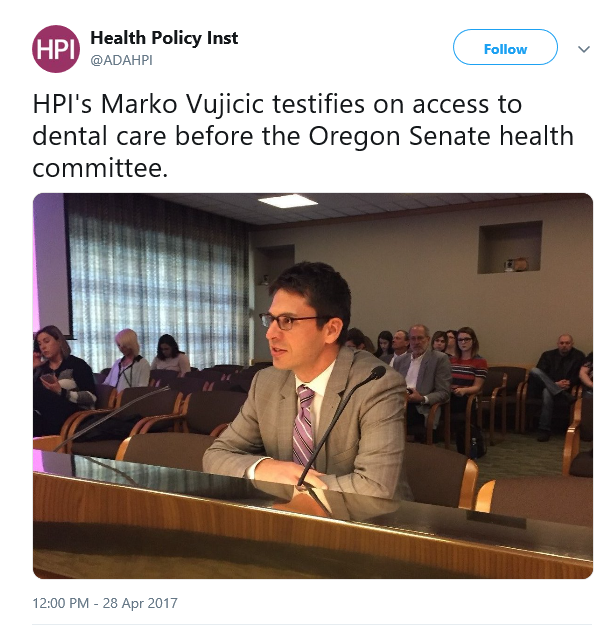 HPI
Health Policy Inst
@ADAHPI
Follow
HPI's Marko Vujicic testifies on access to
dental care before the Oregon Senate health
committee.
12:00 PM - 28 Apr 2017